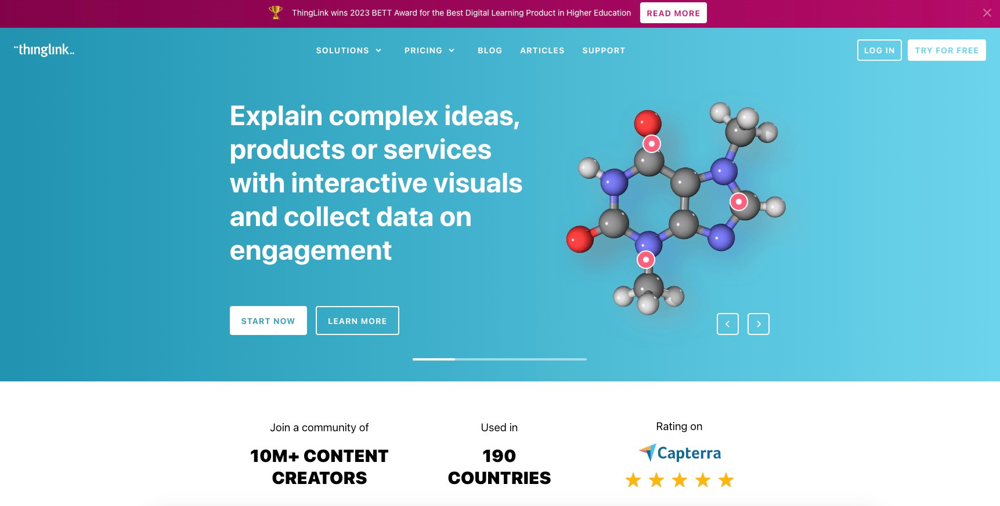 ThingLink wins 2023 BETT Award for the Best Digital Learning Product in Higher Education
READ MORE
thinglink..
SOLUTIONS
PRICING
BLOG
ARTICLES
SUPPORT
LOG IN
TRY FOR FREE
Explain complex ideas,
products or services
with interactive visuals
and collect data on
engagement
START NOW
LEARN MORE
Join a community of
10M+ CONTENT
CREATORS
Used in
190
COUNTRIES
Rating on
Capterra